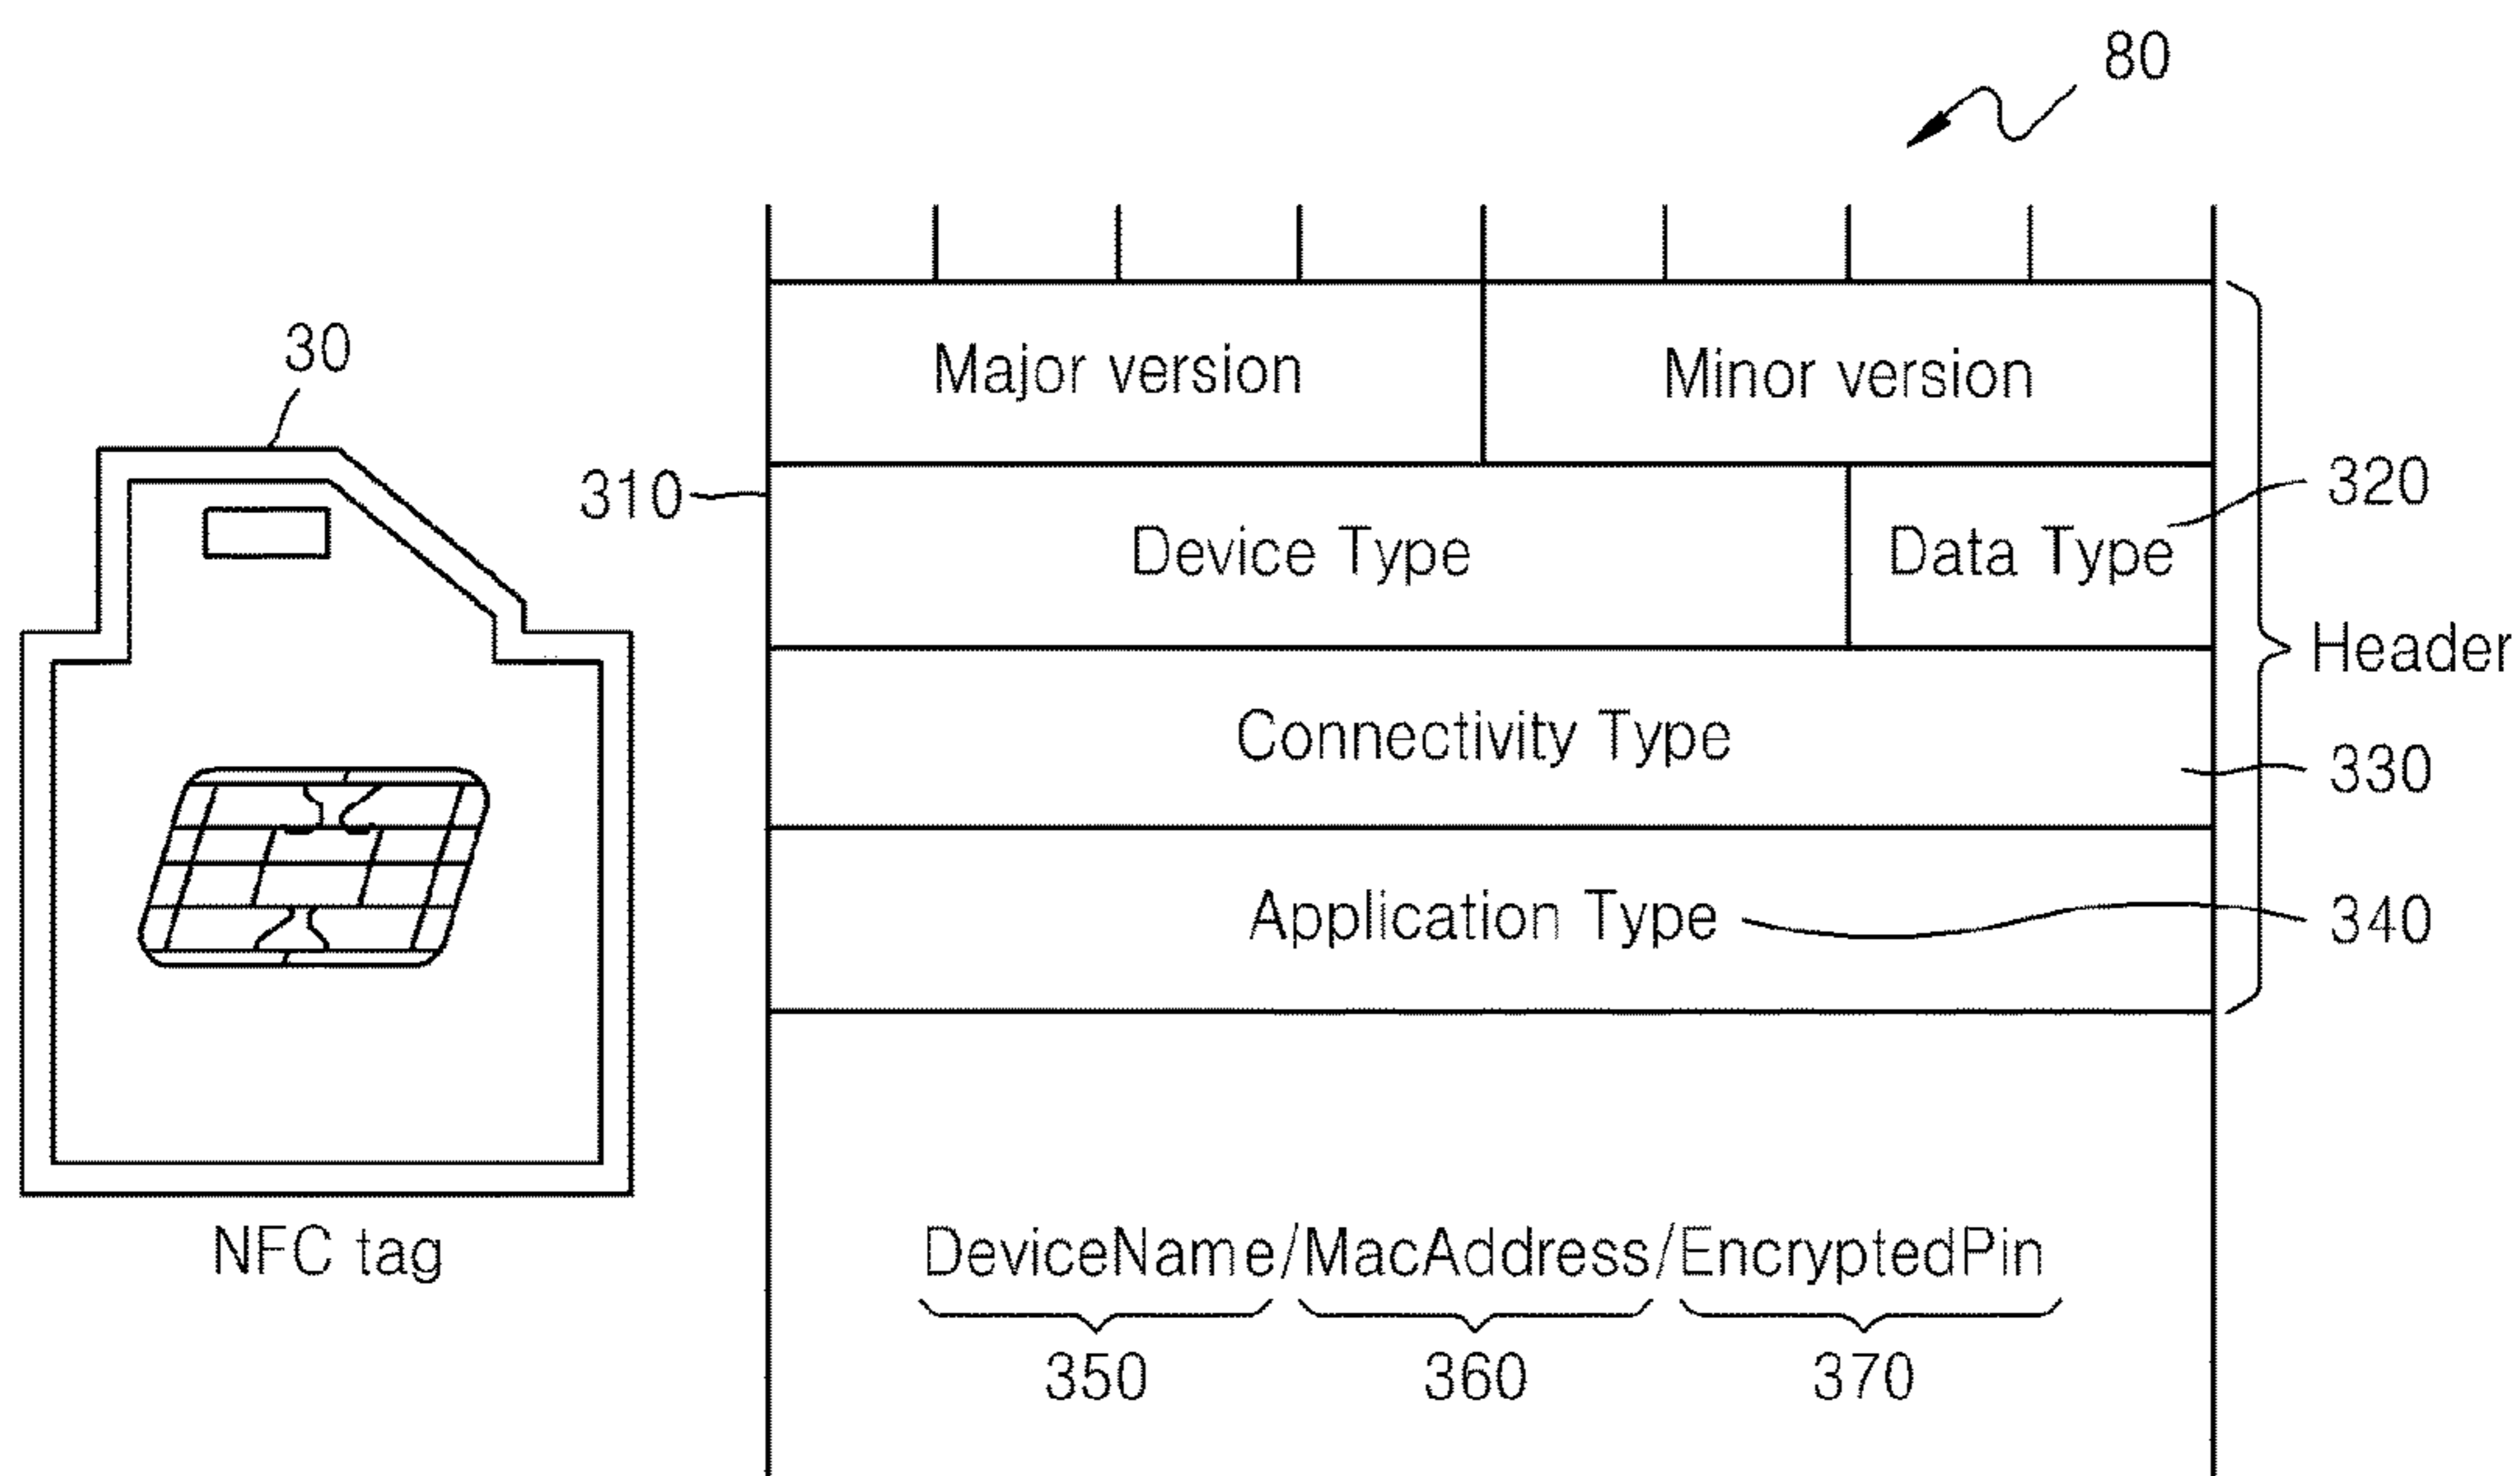 80
30
Major version Minor version
310
320
Device Type Data Type
Header
Connectivity Type
330
Application Type
340
NFC tag
DeviceName/MacAddress/EncryptedPin
350 360 370